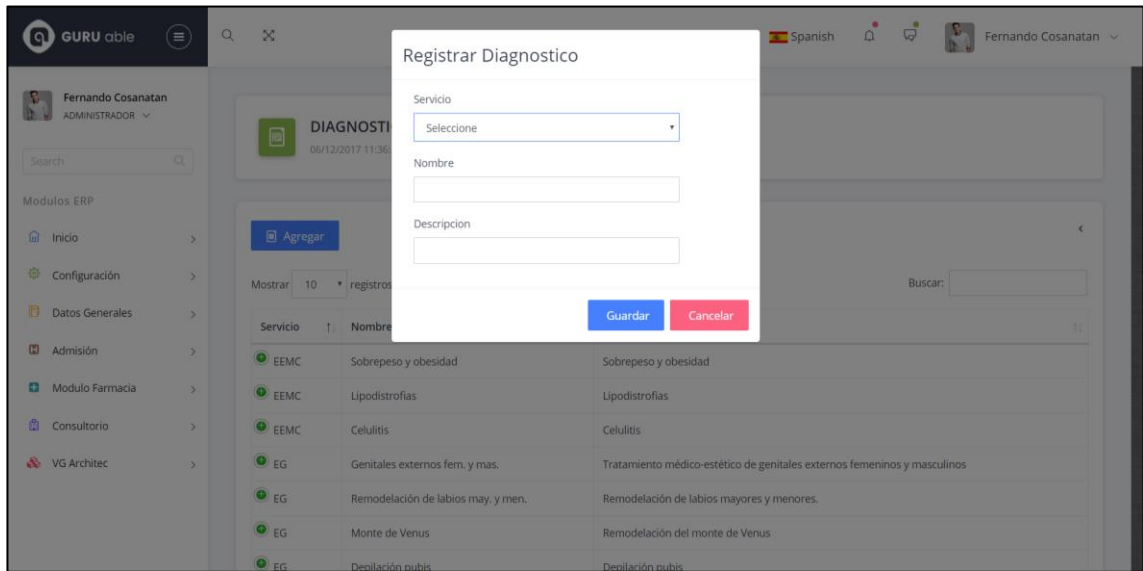 GURU able
Spanish
Fernando Cosanatan
Fernando Cosanatan
ADMINISTRADOR
Search
Modulos ERP
Inicio
Configuración
Datos Generales
Admisión
Modulo Farmacia
Consultorio
VG Architec
DIAGNOSTI
06/12/2017 11:36:
Registrar Diagnostico
Servicio
Seleccione
Nombre
Descripcion
Guardar Cancelar
Agregar
Mostrar 10 registros
Buscar:
Servicio Nombre
EEMC Sobrepeso y obesidad Sobrepeso y obesidad
EEMC Lipodistrofias Lipodistrofias
EEMC Celulitis Celulitis
EG Genitales externos fem. y mas. Tratamiento médico-estético de genitales externos femeninos y masculinos
EG Remodelación de labios may. y men. Remodelación de labios mayores y menores.
EG Monte de Venus Remodelación del monte de Venus
EG Depilación pubis Depilación pubis